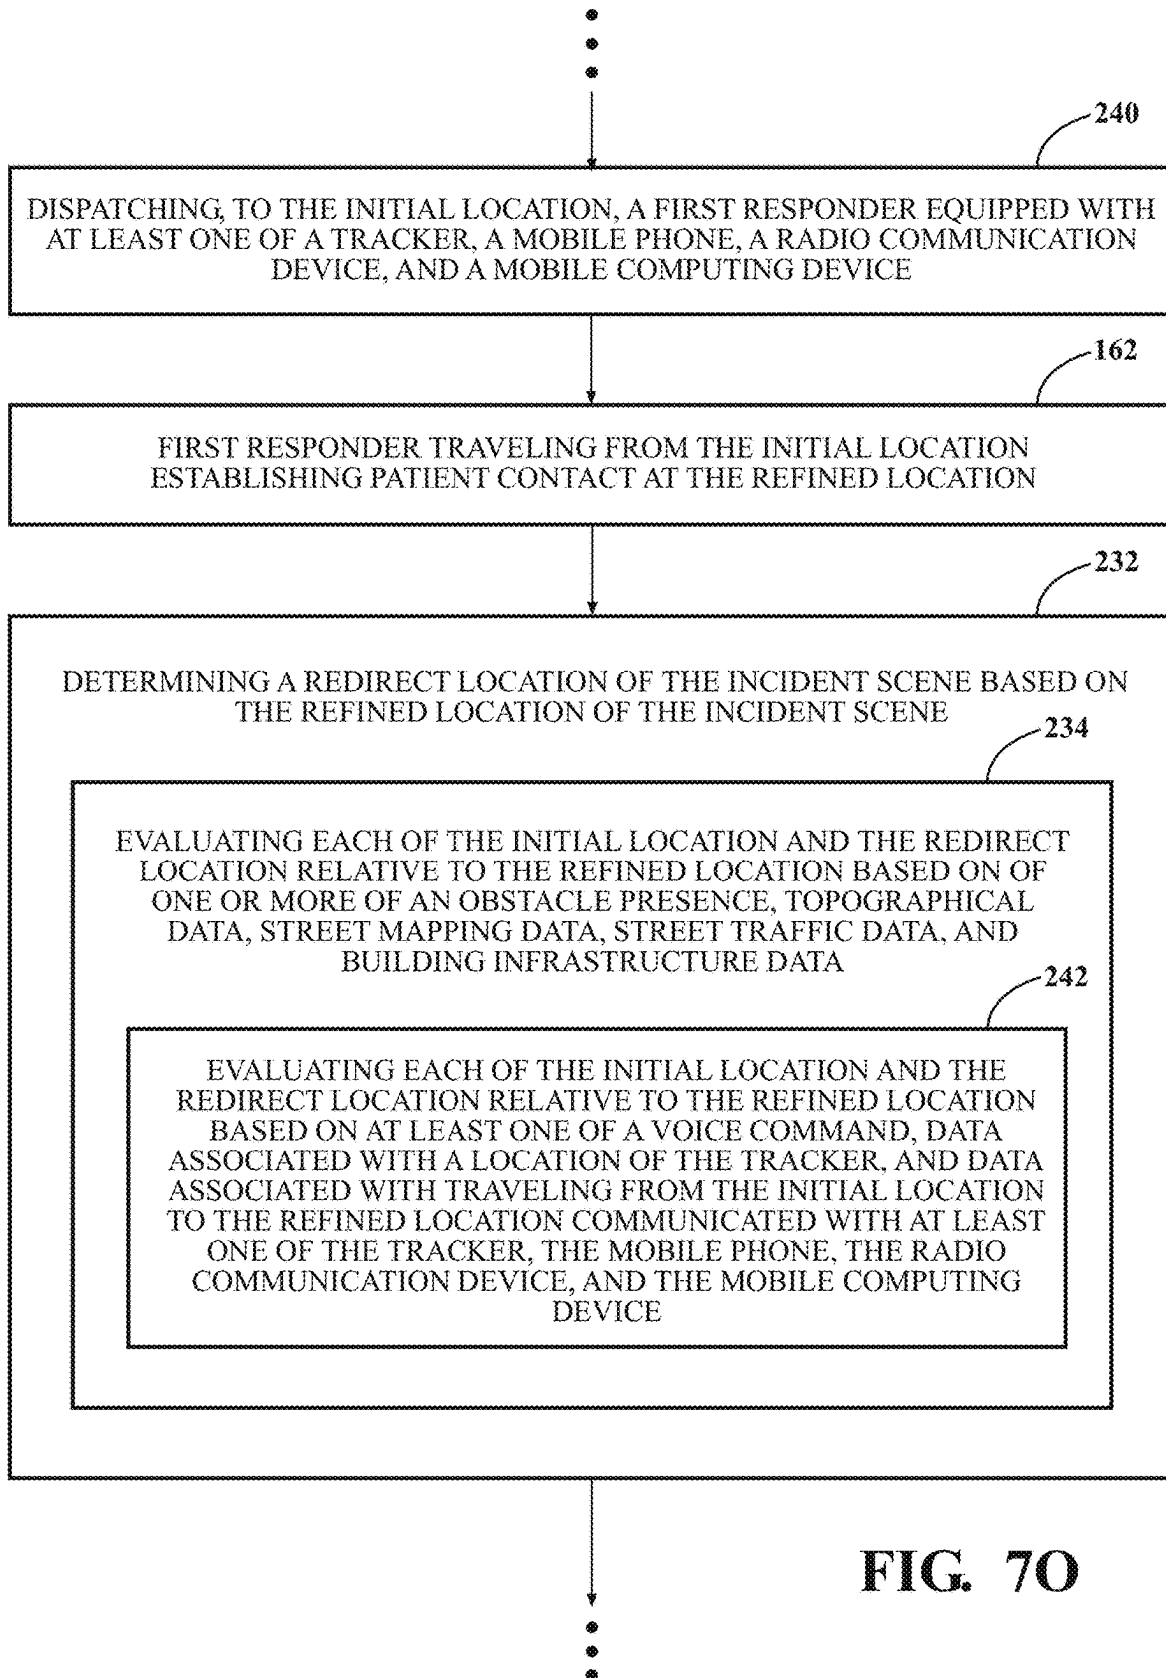 240
DISPATCHING, TO THE INITIAL LOCATION, A FIRST RESPONDER EQUIPPED WITH
AT LEAST ONE OF A TRACKER, A MOBILE PHONE, A RADIO COMMUNICATION
DEVICE, AND A MOBILE COMPUTING DEVICE
162
FIRST RESPONDER TRAVELING FROM THE INITIAL LOCATION
ESTABLISHING PATIENT CONTACT AT THE REFINED LOCATION
232
DETERMINING A REDIRECT LOCATION OF THE INCIDENT SCENE BASED ON
THE REFINED LOCATION OF THE INCIDENT SCENE
234
EVALUATING EACH OF THE INITIAL LOCATION AND THE REDIRECT
LOCATION RELATIVE TO THE REFINED LOCATION BASED ON OF
ONE OR MORE OF AN OBSTACLE PRESENCE, TOPOGRAPHICAL
DATA, STREET MAPPING DATA, STREET TRAFFIC DATA, AND
BUILDING INFRASTRUCTURE DATA
242
EVALUATING EACH OF THE INITIAL LOCATION AND THE
REDIRECT LOCATION RELATIVE TO THE REFINED LOCATION
BASED ON AT LEAST ONE OF A VOICE COMMAND, DATA
ASSOCIATED WITH A LOCATION OF THE TRACKER, AND DATA
ASSOCIATED WITH TRAVELING FROM THE INITIAL LOCATION
TO THE REFINED LOCATION COMMUNICATED WITH AT LEAST
ONE OF THE TRACKER, THE MOBILE PHONE, THE RADIO
COMMUNICATION DEVICE, AND THE MOBILE COMPUTING
DEVICE
FIG. 7O